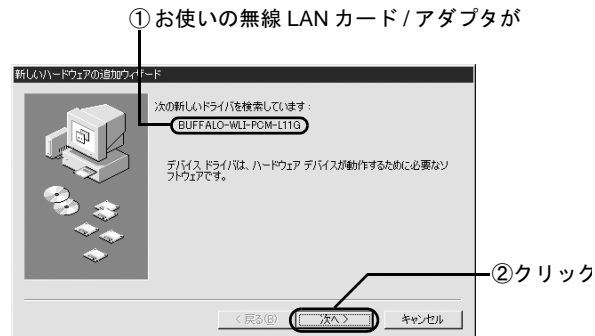 ①お使いの無線 LAN カード / アダプタが
新しいハードウェアの追加ウィザード
次の新しいドライバを検索しています:
BUFFALO-WLI-PCM-L11G
デバイス ドライバは、ハードウェア デバイスが動作するために必要なソ
フトウェアです。
②クリック
< 戻る(B) 次へ > キャンセル